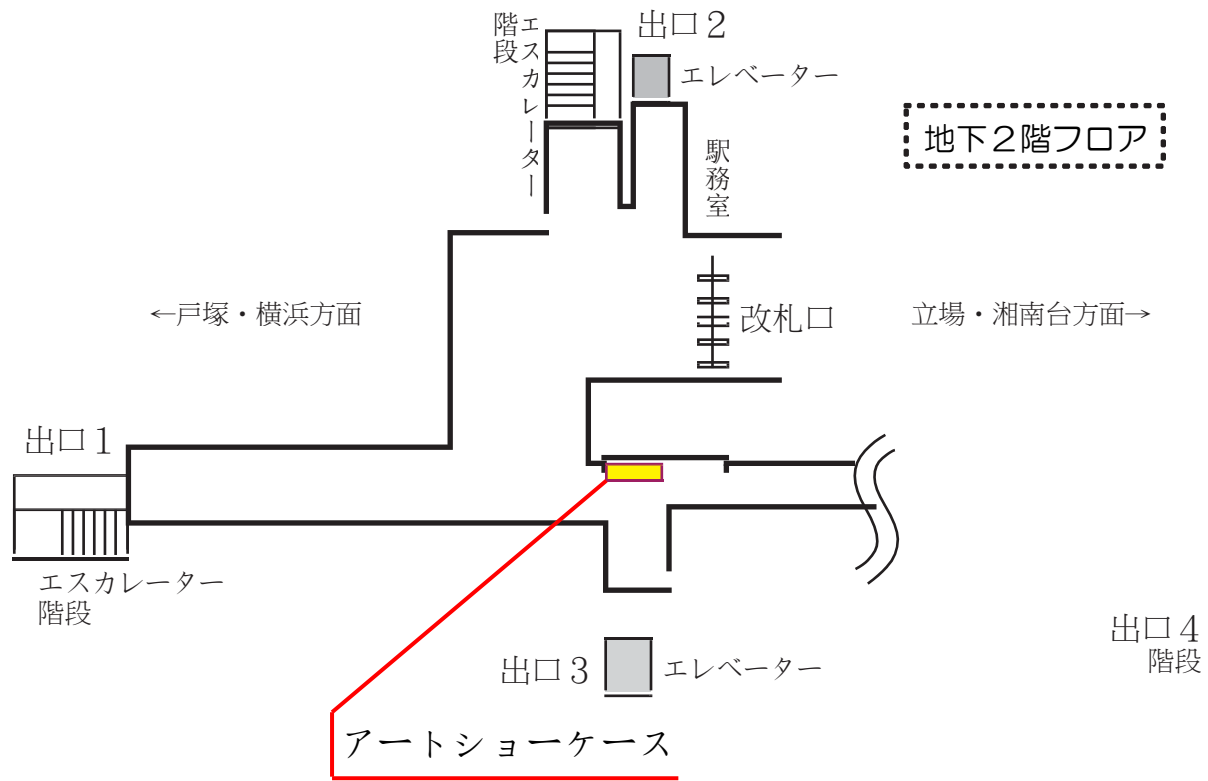 出口２
エスカレーター
階段
エレベーター
地下２階フロア
駅務室
←戸塚・横浜方面
改札口
立場・湘南台方面→
出口１
エスカレーター
階段
出口３
エレベーター
出口４
階段
アートショーケース